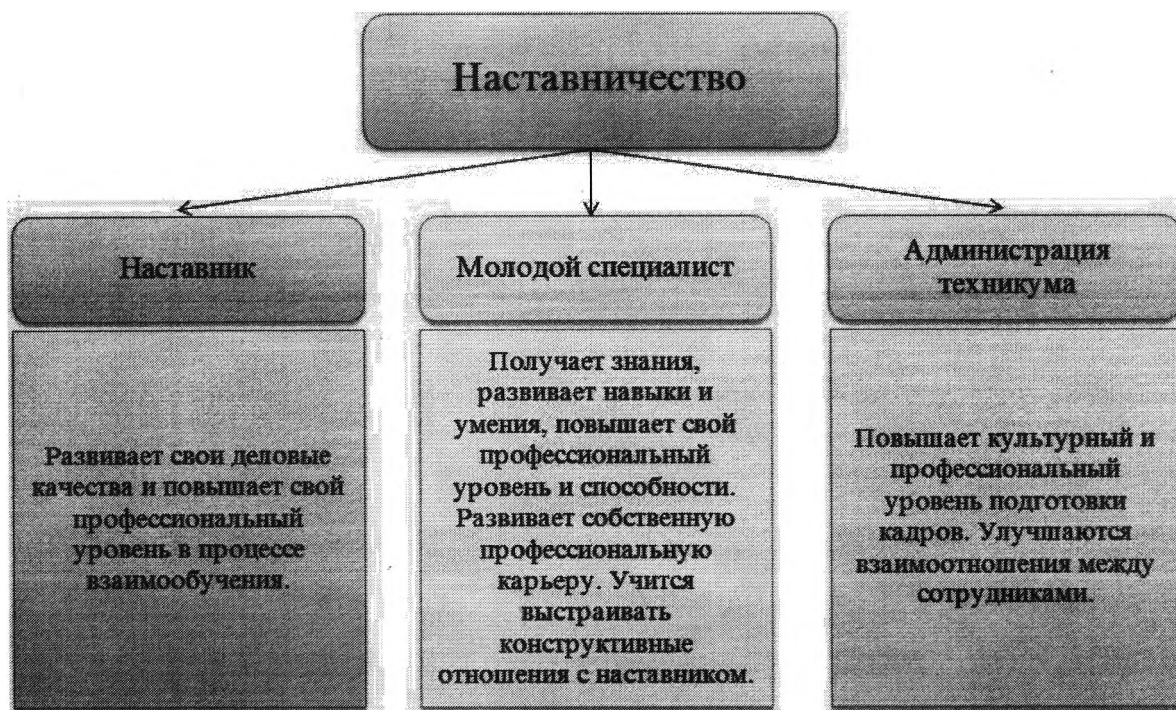 Наставничество
Наставник
Развивает свои деловые
качества и повышает свой
профессиональный
уровень в процессе
взаимообучения.
Молодой специалист
Получает знания,
развивает навыки и
умения, повышает свой
профессиональный
уровень и способности.
Развивает собственную
профессиональную
карьеру. Учится
выстраивать
конструктивные
отношения с наставником.
Администрация
техникума
Повышает культурный и
профессиональный
уровень подготовки
кадров. Улучшаются
взаимоотношения между
сотрудниками.